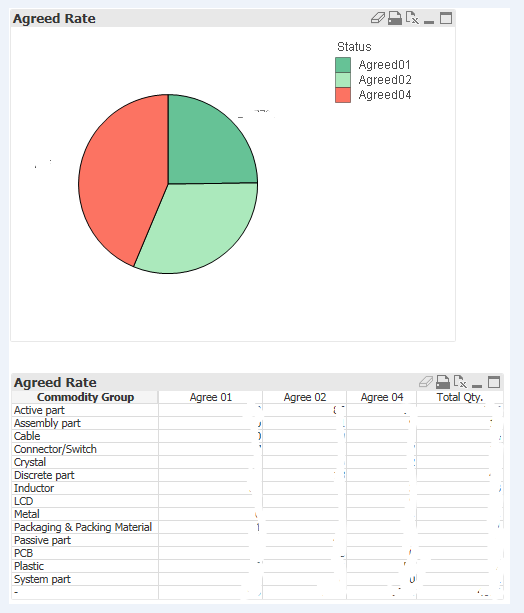 Agreed Rate
Status
Agreed01
Agreed02
Agreed04
Agreed Rate
Commodity Group Agree 01 Agree 02 Agree 04 Total Qty.
Active part
Assembly part
Cable
Connector/Switch
Crystal
Discrete part
Inductor
LCD
Metal
Packaging & Packing Material
Passive part
PCB
Plastic
System part
-